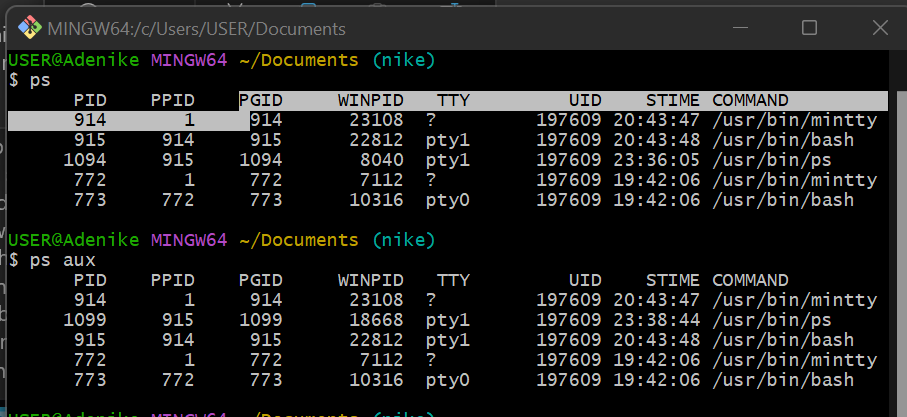 MINGW64:/c/Users/USER/Documents
USER@Adenike MINGW64 ~/Documents (nike)
$ ps
PID PPID PGID WINPID TTY UID STIME COMMAND
914 1 914 23108 ? 197609 20:43:47 /usr/bin/mintty
915 914 915 22812 pty1 197609 20:43:48 /usr/bin/bash
1094 915 1094 8040 pty1 197609 23:36:05 /usr/bin/ps
772 1 772 7112 ? 197609 19:42:06 /usr/bin/mintty
773 772 773 10316 pty0 197609 19:42:06 /usr/bin/bash
USER@Adenike MINGW64 ~/Documents (nike)
$ ps aux
PID PPID PGID WINPID TTY UID STIME COMMAND
914 1 914 23108 ? 197609 20:43:47 /usr/bin/mintty
1099 915 1099 18668 pty1 197609 23:38:44 /usr/bin/ps
915 914 915 22812 pty1 197609 20:43:48 /usr/bin/bash
772 1 772 7112 ? 197609 19:42:06 /usr/bin/mintty
773 772 773 10316 pty0 197609 19:42:06 /usr/bin/bash